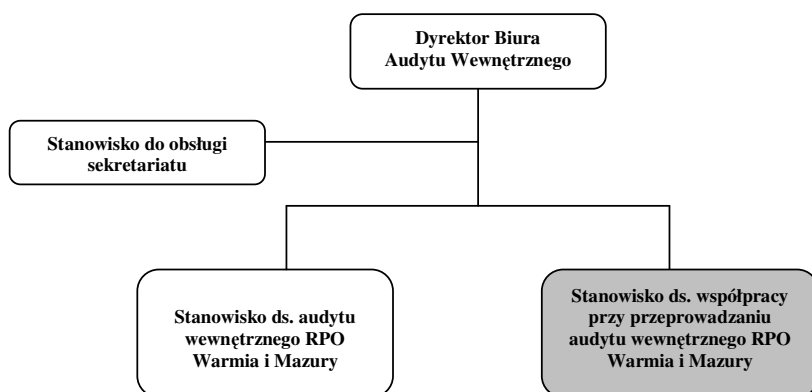 Dyrektor Biura
Audytu Wewnętrznego
Stanowisko do obsługi
sekretariatu
Stanowisko ds. audytu
wewnętrznego RPO
Warmia i Mazury
Stanowisko ds. współpracy
przy przeprowadzaniu
audytu wewnętrznego RPO
Warmia i Mazury